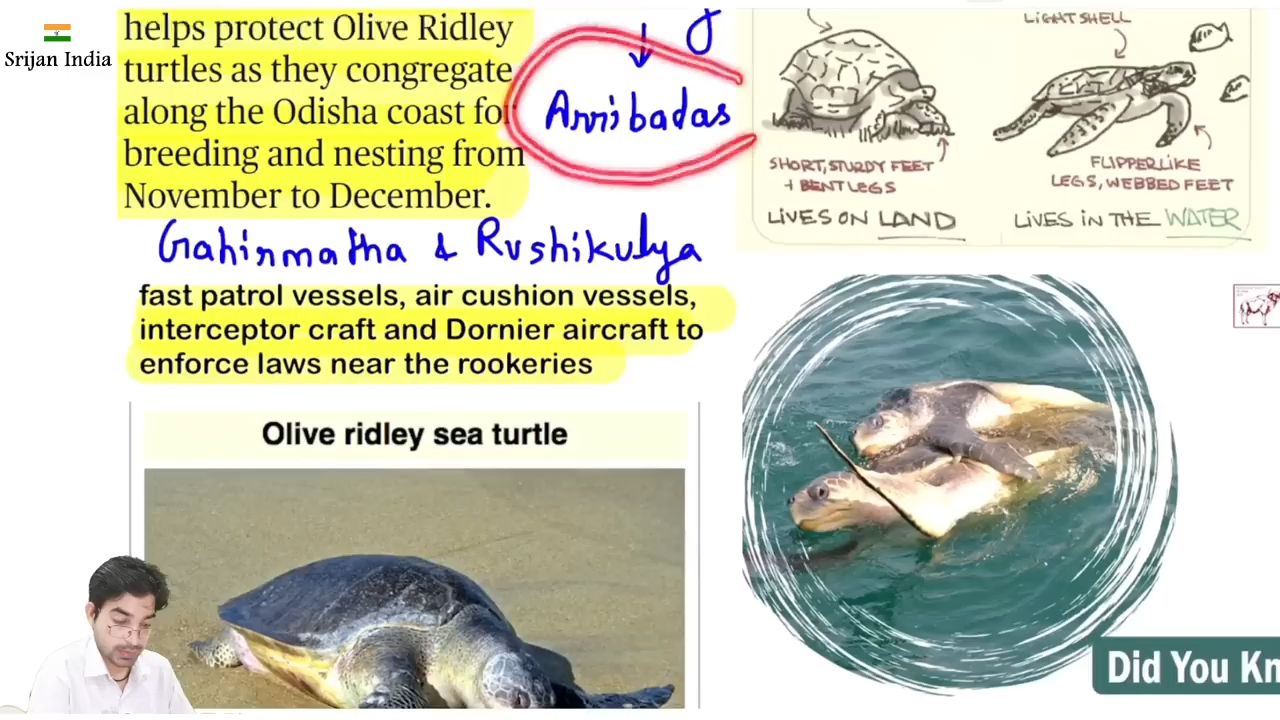 Srijan India
helps protect Olive Ridley
turtles as they congregate
along the Odisha coast for
breeding and nesting from
November to December.
Arribadas
Gahirmatha & Rushikulya
fast patrol vessels, air cushion vessels,
interceptor craft and Dornier aircraft to
enforce laws near the rookeries
Olive ridley sea turtle
SHORT, STURDY FEET
+ BENT LEGS
LIVES ON LAND
LIGHT SHELL
FLIPPERLIKE
LEGS, WEBBED FEET
LIVES IN THE WATER
Did You Kn